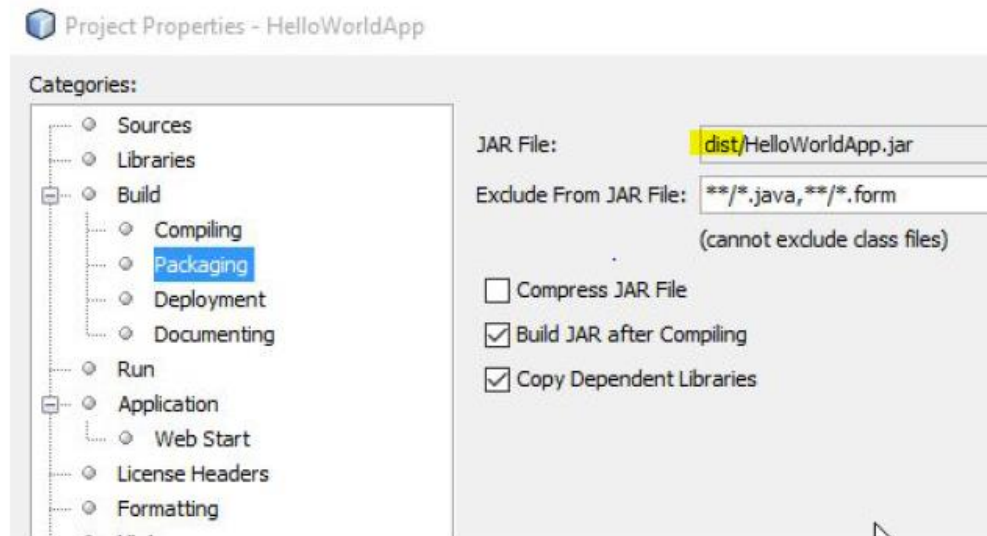 Project Properties - HelloWorldApp
Categories:
Sources
Libraries
Build
Compiling
Packaging
Deployment
Documenting
Run
Application
Web Start
License Headers
Formatting
JAR File: dist/HelloWorldApp.jar
Exclude From JAR File: **/*.java,**/*.form
(cannot exclude class files)
Compress JAR File
Build JAR after Compiling
Copy Dependent Libraries